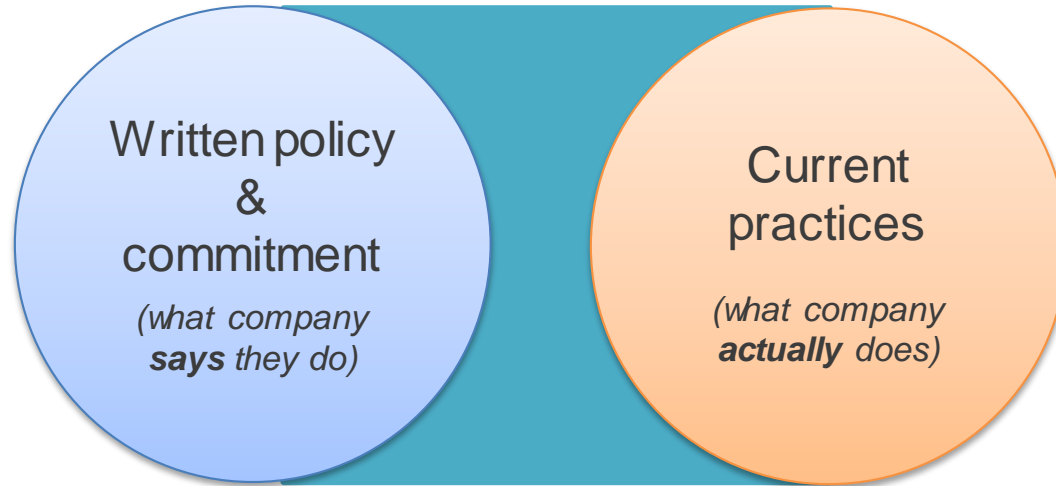 Written policy
&
commitment
(what company
says they do)
Current
practices
(what company
actually does)